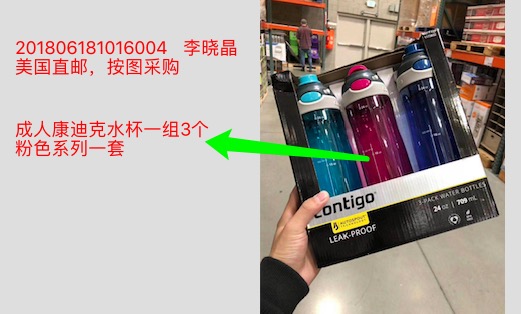 201806181016004 李晓晶
美国直邮，按图采购
成人康迪克水杯一组3个
粉色系列一套
contigo
3-PACK WATER BOTTLES
24 oz | 709 mL
AUTOSPOUT
LEAK-PROOF